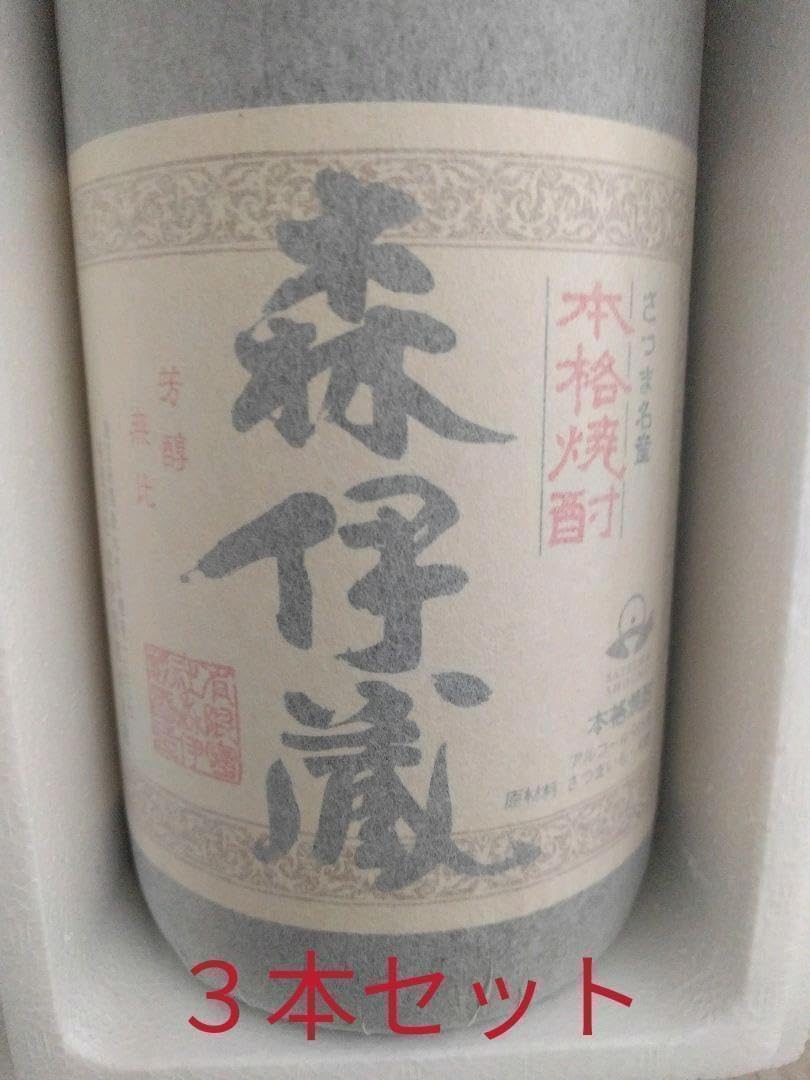 さつま名産
本格焼酎
森伊蔵
芳醇
無比
本格焼酎
原材料
さつまいも
3本セット